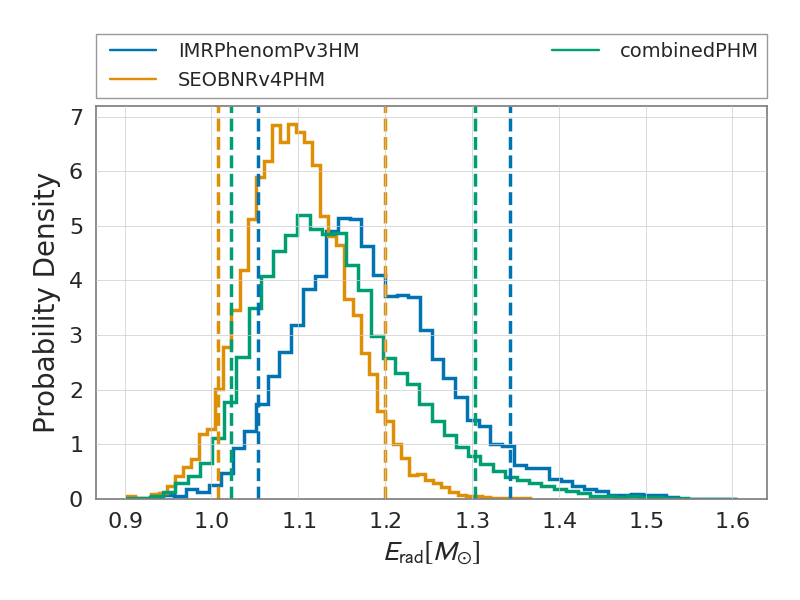 IMRPhenomPv3HM
SEOBNRv4PHM
combinedPHM
Probability Density
7
6
5
4
3
2
1
0
0.9 1.0 1.1 1.2 1.3 1.4 1.5 1.6
E_rad[M_⊙]